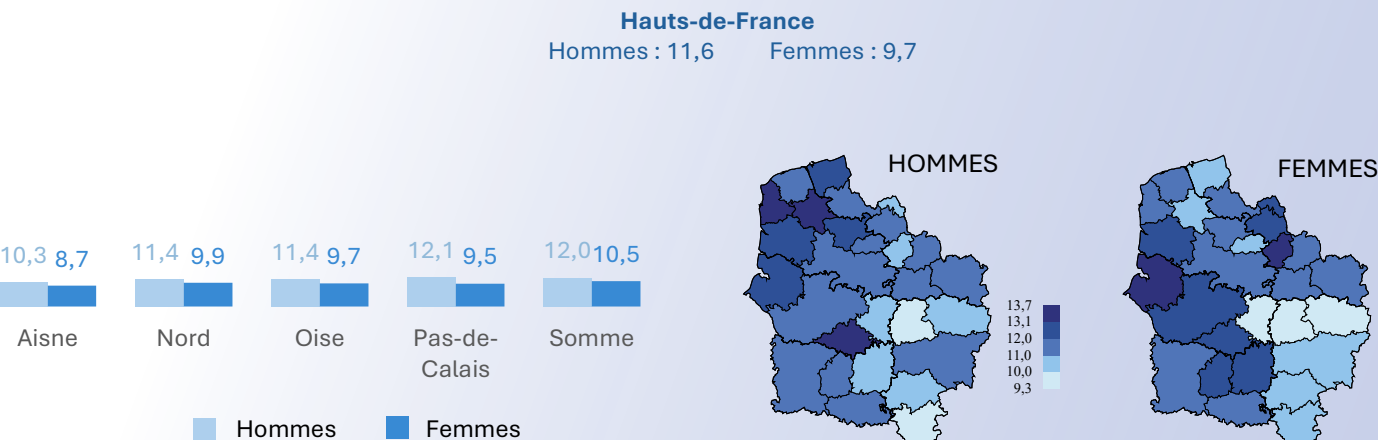 Hauts-de-France
Hommes : 11,6 Femmes : 9,7
HOMMES
FEMMES
10,3 8,7
11,4 9,9
11,4 9,7
12,1 9,5
12,0 10,5
Aisne
Nord
Oise
Pas-de-
Calais
Somme
13,7
13,1
12,0
11,0
10,0
9,3
Hommes
Femmes